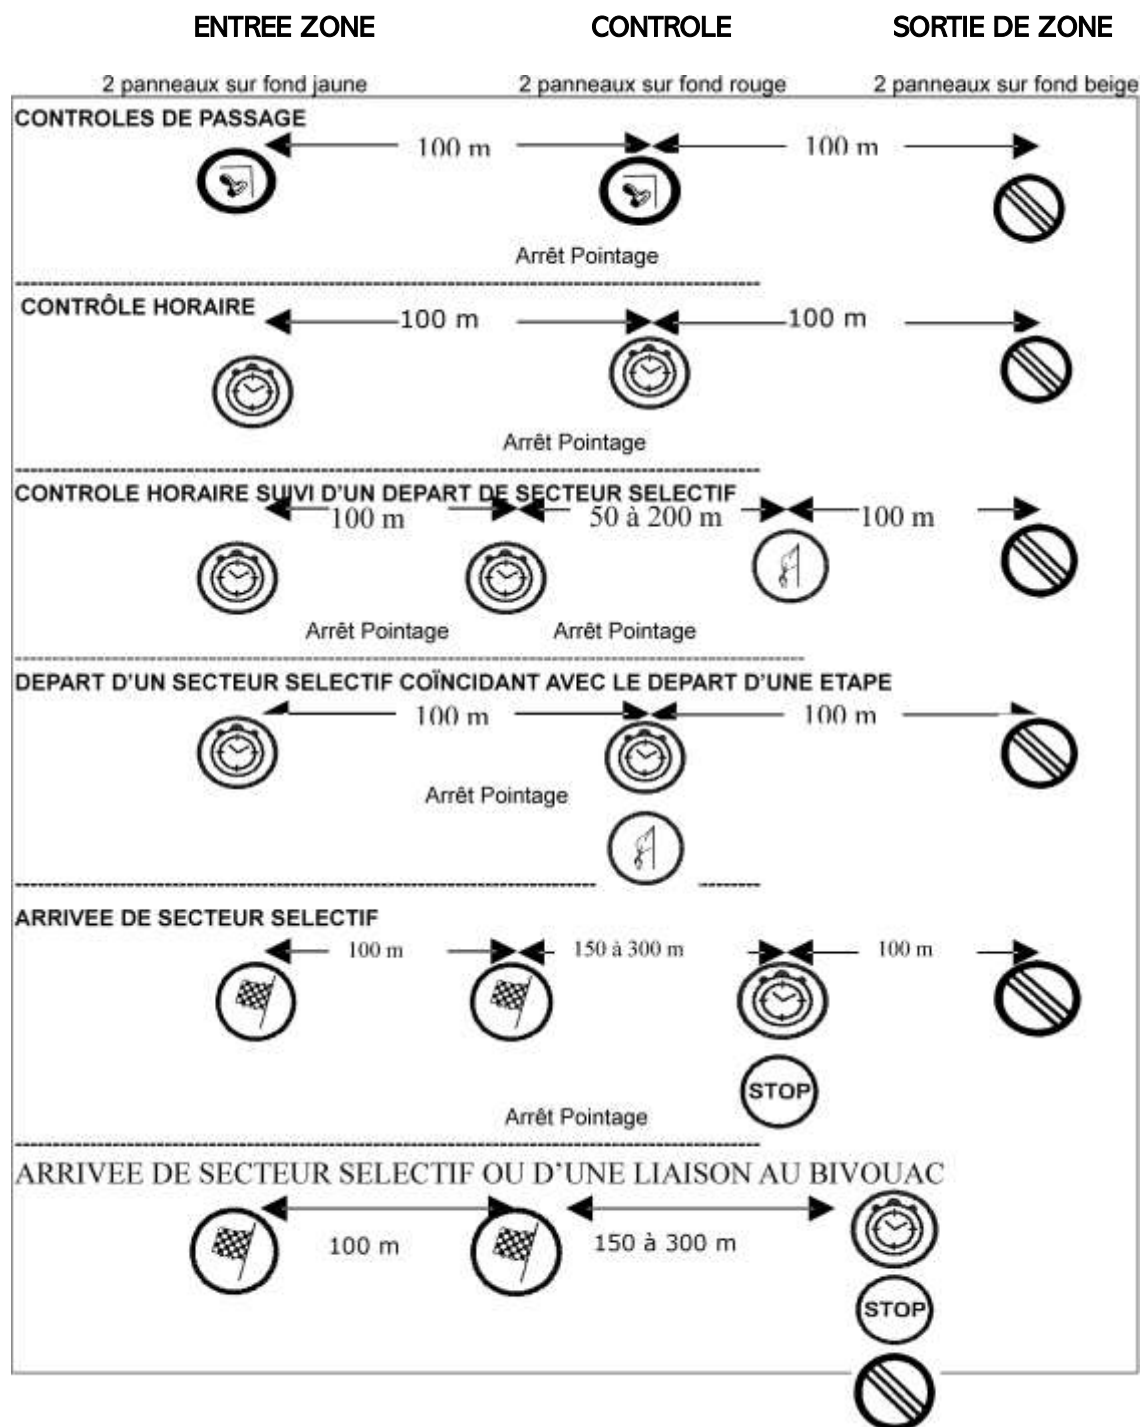 ENTREE ZONE CONTROLE SORTIE DE ZONE
2 panneaux sur fond jaune 2 panneaux sur fond rouge 2 panneaux sur fond beige
CONTROLES DE PASSAGE
100 m 100 m
Arrêt Pointage
CONTRÔLE HORAIRE
100 m 100 m
Arrêt Pointage
CONTROLE HORAIRE SUIVI D'UN DEPART DE SECTEUR SELECTIF
100 m 50 à 200 m 100 m
Arrêt Pointage Arrêt Pointage
DEPART D'UN SECTEUR SELECTIF COÏNCIDANT AVEC LE DEPART D'UNE ETAPE
100 m 100 m
Arrêt Pointage
ARRIVEE DE SECTEUR SELECTIF
100 m 150 à 300 m 100 m
STOP
Arrêt Pointage
ARRIVEE DE SECTEUR SELECTIF OU D'UNE LIAISON AU BIVOUAC
100 m 150 à 300 m
STOP